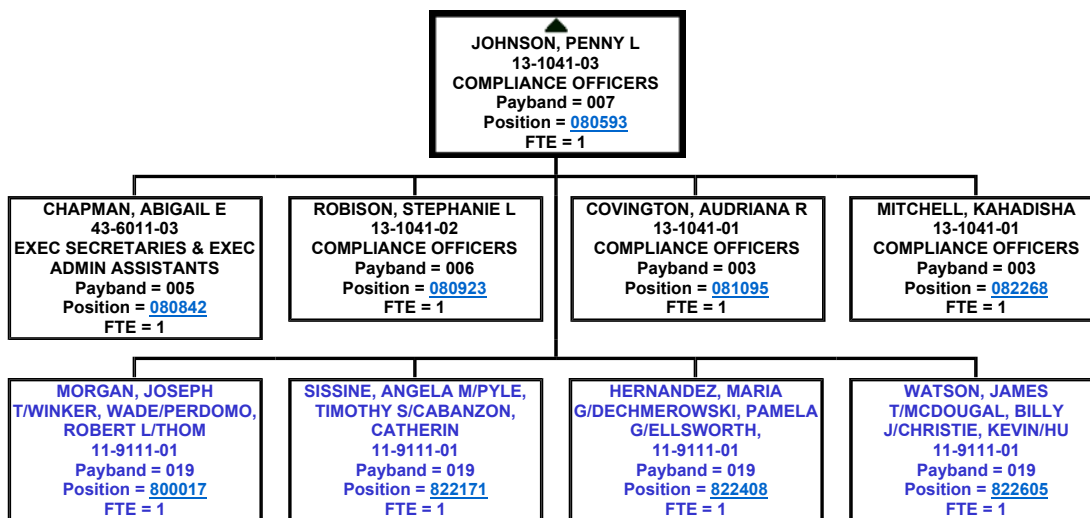 JOHNSON, PENNY L
13-1041-03
COMPLIANCE OFFICERS
Payband = 007
Position = 080593
FTE = 1
CHAPMAN, ABIGAIL E
43-6011-03
EXEC SECRETARIES & EXEC
ADMIN ASSISTANTS
Payband = 005
Position = 080842
FTE = 1
ROBISON, STEPHANIE L
13-1041-02
COMPLIANCE OFFICERS
Payband = 006
Position = 080923
FTE = 1
COVINGTON, AUDRIANA R
13-1041-01
COMPLIANCE OFFICERS
Payband = 003
Position = 081095
FTE = 1
MITCHELL, KAHADISHA
13-1041-01
COMPLIANCE OFFICERS
Payband = 003
Position = 082268
FTE = 1
MORGAN, JOSEPH
T/WINKER, WADE/PERDOMO,
ROBERT L/THOM
11-9111-01
Payband = 019
Position = 800017
FTE = 1
SISSINE, ANGELA M/PYLE,
TIMOTHY S/CABANZON,
CATHERIN
11-9111-01
Payband = 019
Position = 822171
FTE = 1
HERNANDEZ, MARIA
G/DECHMEROWSKI, PAMELA
G/ELLSWORTH,
11-9111-01
Payband = 019
Position = 822408
FTE = 1
WATSON, JAMES
T/MCDOUGAL, BILLY
J/CHRISTIE, KEVIN/HU
11-9111-01
Payband = 019
Position = 822605
FTE = 1